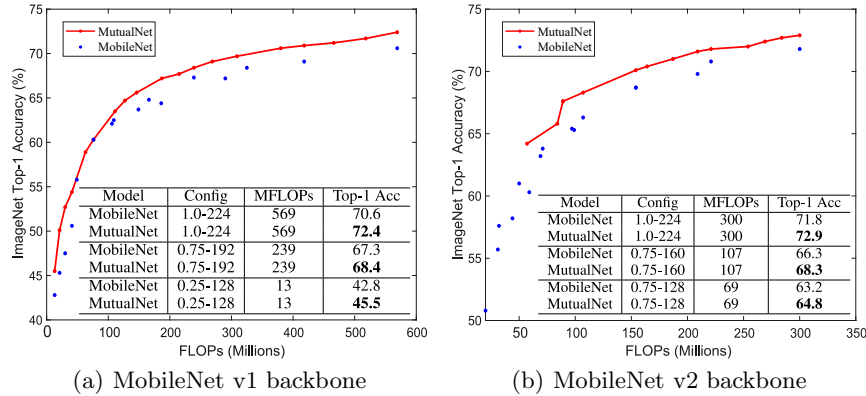 75
70
65
60
55
50
45
40
0 100 200 300 400 500 600
ImageNet Top-1 Accuracy (%)
FLOPs (Millions)
MutualNet
MobileNet
Model Config MFLOPs Top-1 Acc
MobileNet 1.0-224 569 70.6
MutualNet 1.0-224 569 72.4
MobileNet 0.75-192 239 67.3
MutualNet 0.75-192 239 68.4
MobileNet 0.25-128 13 42.8
MutualNet 0.25-128 13 45.5
(a) MobileNet v1 backbone
75
70
65
60
55
50
50 100 150 200 250 300 350
ImageNet Top-1 Accuracy (%)
FLOPs (Millions)
MutualNet
MobileNet
Model Config MFLOPs Top-1 Acc
MobileNet 1.0-224 300 71.8
MutualNet 1.0-224 300 72.9
MobileNet 0.75-160 107 66.3
MutualNet 0.75-160 107 68.3
MobileNet 0.75-128 69 63.2
MutualNet 0.75-128 69 64.8
(b) MobileNet v2 backbone